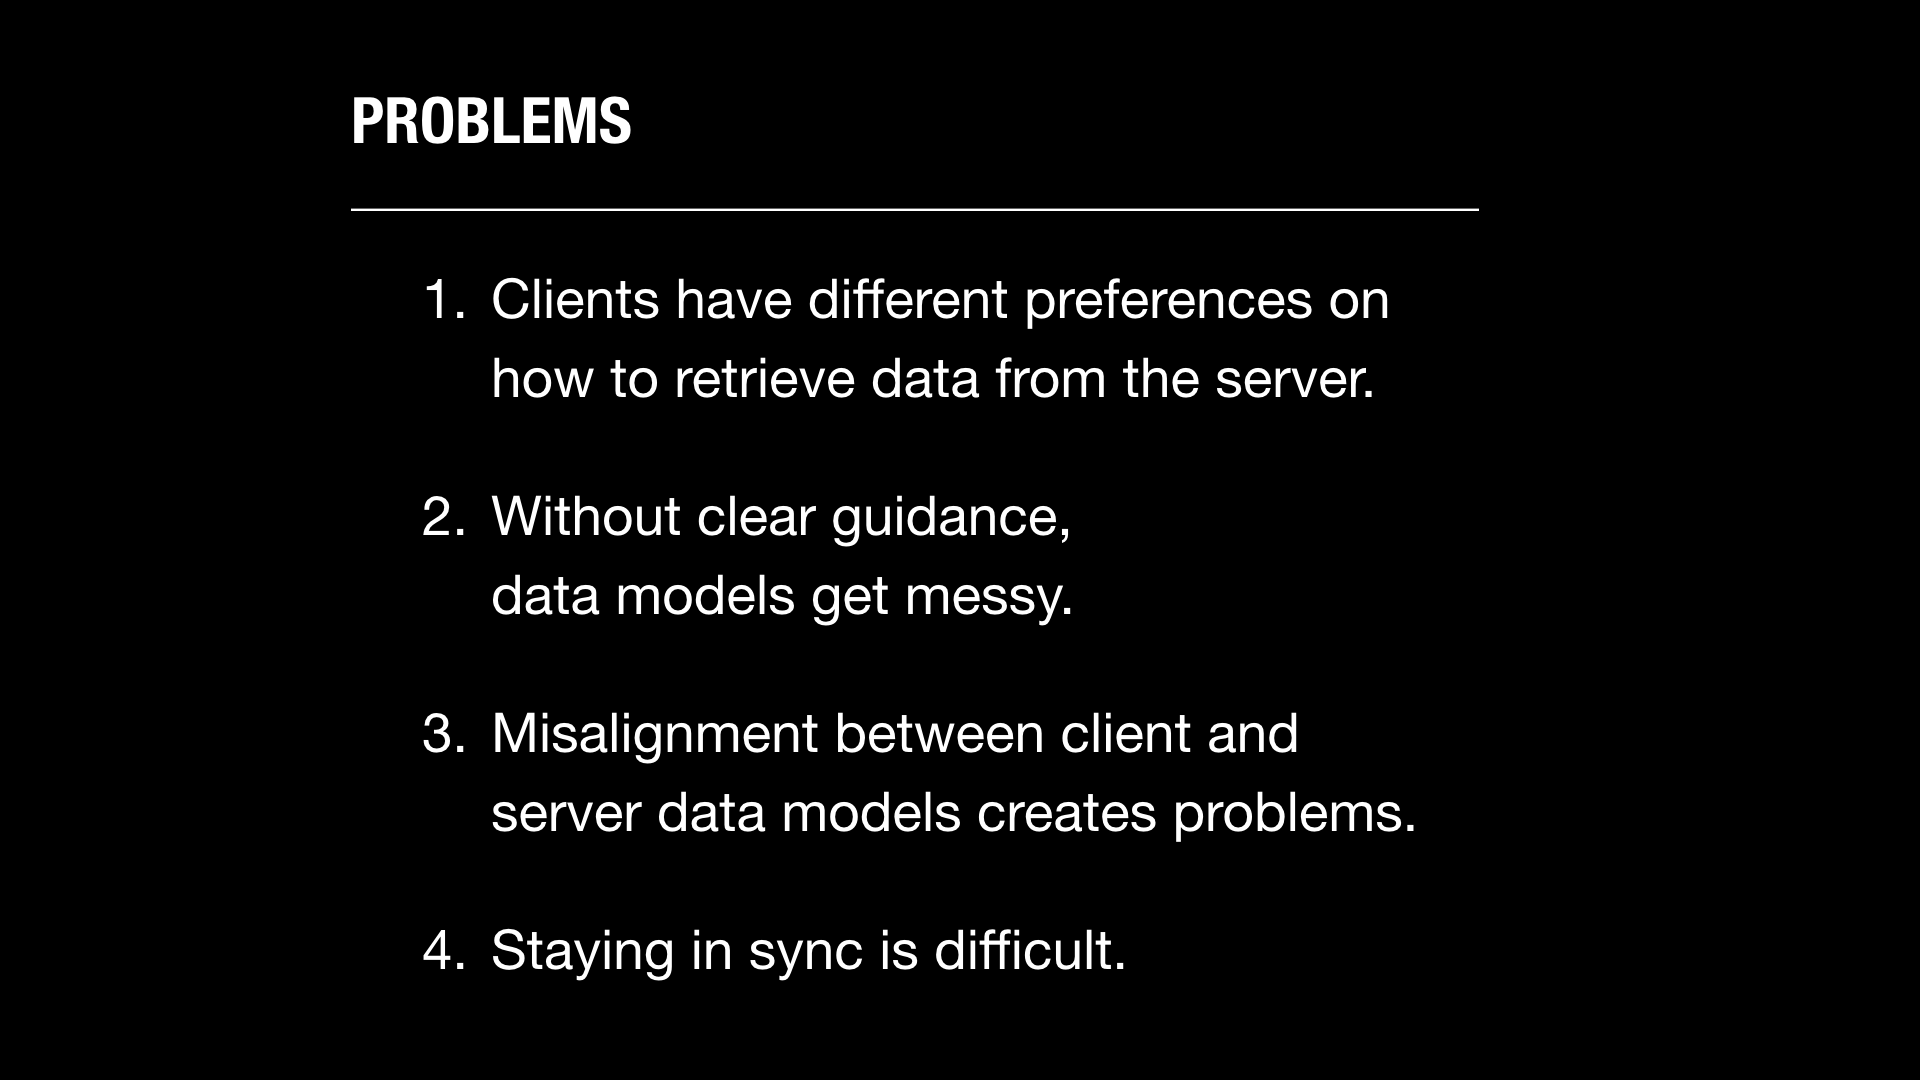 PROBLEMS
1. Clients have different preferences on
how to retrieve data from the server.
2. Without clear guidance,
data models get messy.
3. Misalignment between client and
server data models creates problems.
4. Staying in sync is difficult.